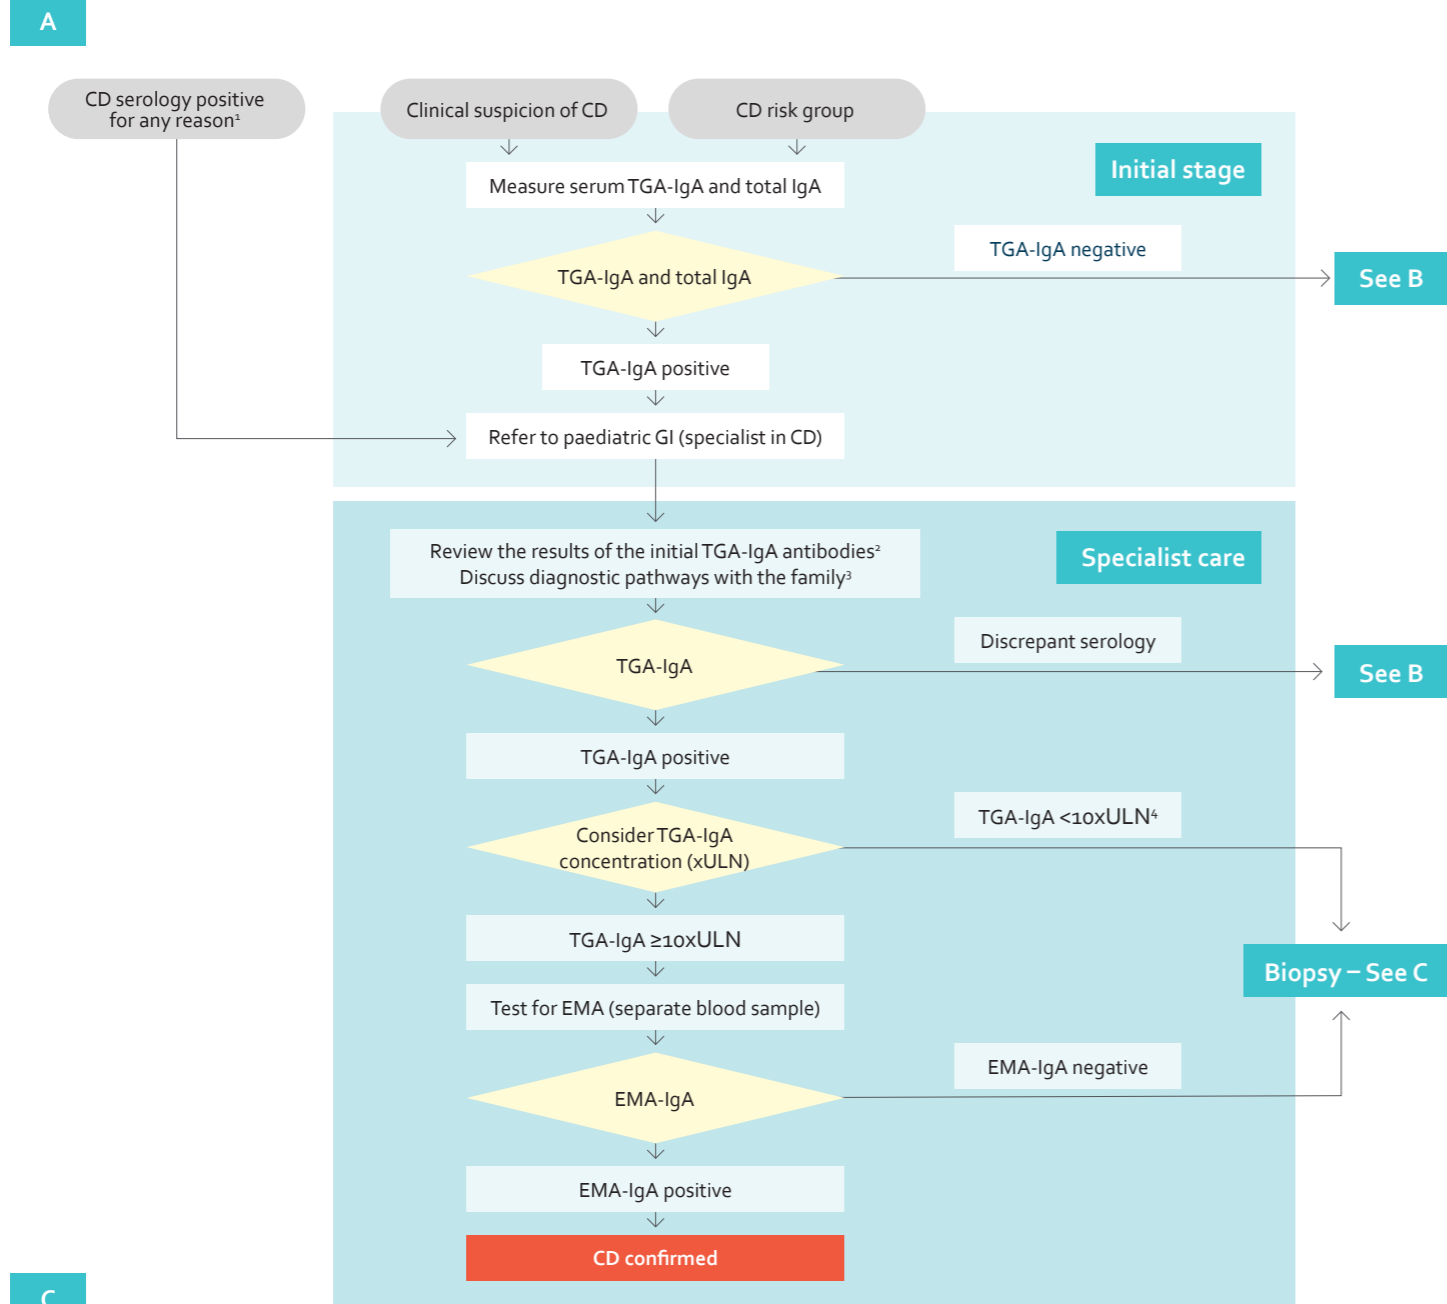 A
CD serology positive
for any reason¹
Clinical suspicion of CD
CD risk group
Initial stage
Measure serum TGA-IgA and total IgA
TGA-IgA negative
TGA-IgA and total IgA
See B
TGA-IgA positive
Refer to paediatric GI (specialist in CD)
Review the results of the initial TGA-IgA antibodies²
Discuss diagnostic pathways with the family³
Specialist care
Discrepant serology
TGA-IgA
See B
TGA-IgA positive
TGA-IgA <10xULN⁴
Consider TGA-IgA
concentration (xULN)
TGA-IgA ≥10xULN
Biopsy – See C
Test for EMA (separate blood sample)
EMA-IgA negative
EMA-IgA
EMA-IgA positive
CD confirmed
C